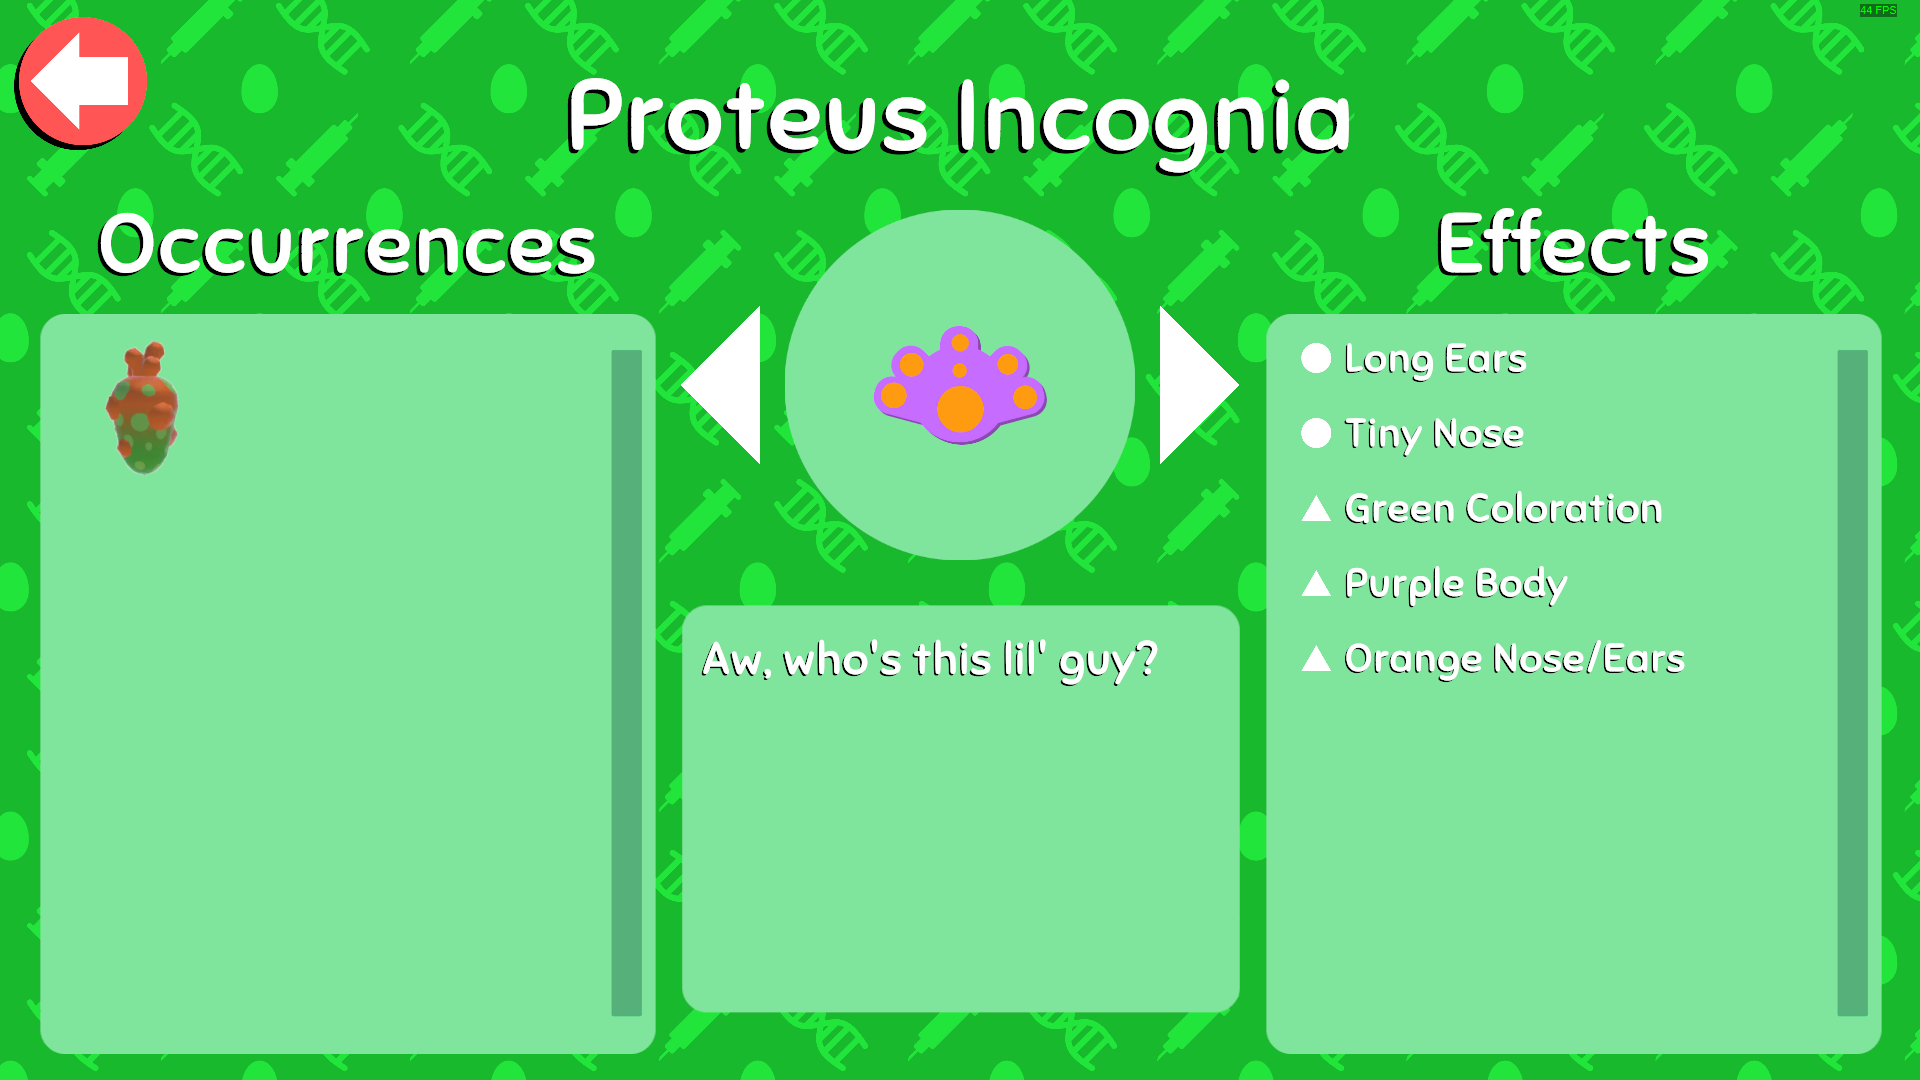 44 FPS
Proteus Incognia
Occurrences
Effects
Long Ears
Tiny Nose
Green Coloration
Purple Body
Orange Nose/Ears
Aw, who's this lil' guy?